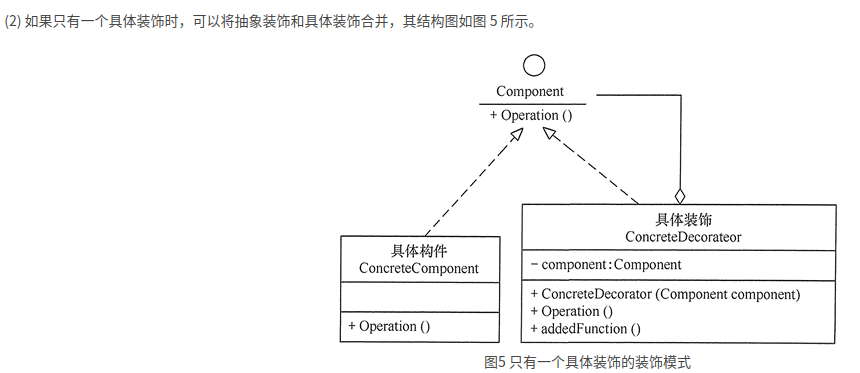 (2) 如果只有一个具体装饰时，可以将抽象装饰和具体装饰合并，其结构图如图 5 所示。
Component
+ Operation ()
具体构件
ConcreteComponent
+ Operation ()
具体装饰
ConcreteDecorateor
− component:Component
+ ConcreteDecorator (Component component)
+ Operation ()
+ addedFunction ()
图5 只有一个具体装饰的装饰模式